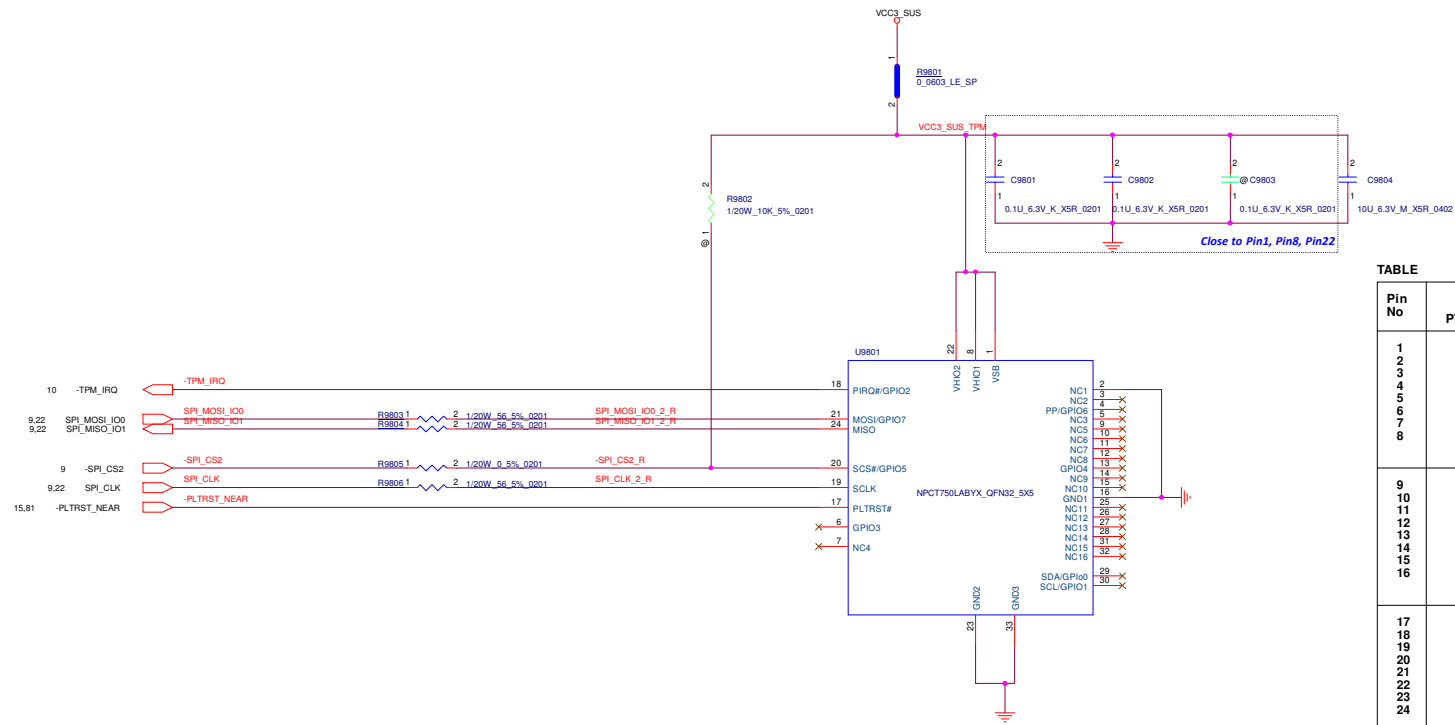 VCC3_SUS
1
R9801
0_0603_LE_SP
2
VCC3_SUS_TPM
2
R9802
1/20W_10K_5%_0201
@ 1
2
C9801
1
0.1U_6.3V_K_X5R_0201
2
C9802
1
0.1U_6.3V_K_X5R_0201
2
@C9803
1
0.1U_6.3V_K_X5R_0201
2
C9804
1
10U_6.3V_M_X5R_0402
Close to Pin1, Pin8, Pin22
TABLE
Pin
No
1
2
3
4
5
6
7
8
9
10
11
12
13
14
15
16
17
18
19
20
21
22
23
24
U9801
22 VHIO2
8 VHIO1
1 VSB
10 -TPM_IRQ -TPM_IRQ 18 PIRQ#/GPIO2
9,22 SPI_MOSI_IO0 SPI_MOSI_IO0 R9803 1 2 1/20W_56_5%_0201 SPI_MOSI_IO0_2_R 21 MOSI/GPIO7
9,22 SPI_MISO_IO1 SPI_MISO_IO1 R9804 1 2 1/20W_56_5%_0201 SPI_MISO_IO1_2_R 24 MISO
9 -SPI_CS2 -SPI_CS2 R9805 1 2 1/20W_0_5%_0201 -SPI_CS2_R 20 SCS#/GPIO5
9,22 SPI_CLK SPI_CLK R9806 1 2 1/20W_56_5%_0201 SPI_CLK_2_R 19 SCLK
15,81 -PLTRST_NEAR -PLTRST_NEAR 17 PLTRST#
6 GPIO3
7 NC4
NPCT750LABYX_QFN32_5X5
NC1 2
NC2 3
PP/GPIO6 4
NC3 5
NC5 9
NC6 10
NC7 11
NC8 12
GPIO4 13
NC9 14
NC10 15
GND1 16
NC11 25
NC12 26
NC13 27
NC14 28
NC15 31
NC16 32
SDA/GPIo0 29
SCL/GPIO1 30
GND2 23
GND3 33